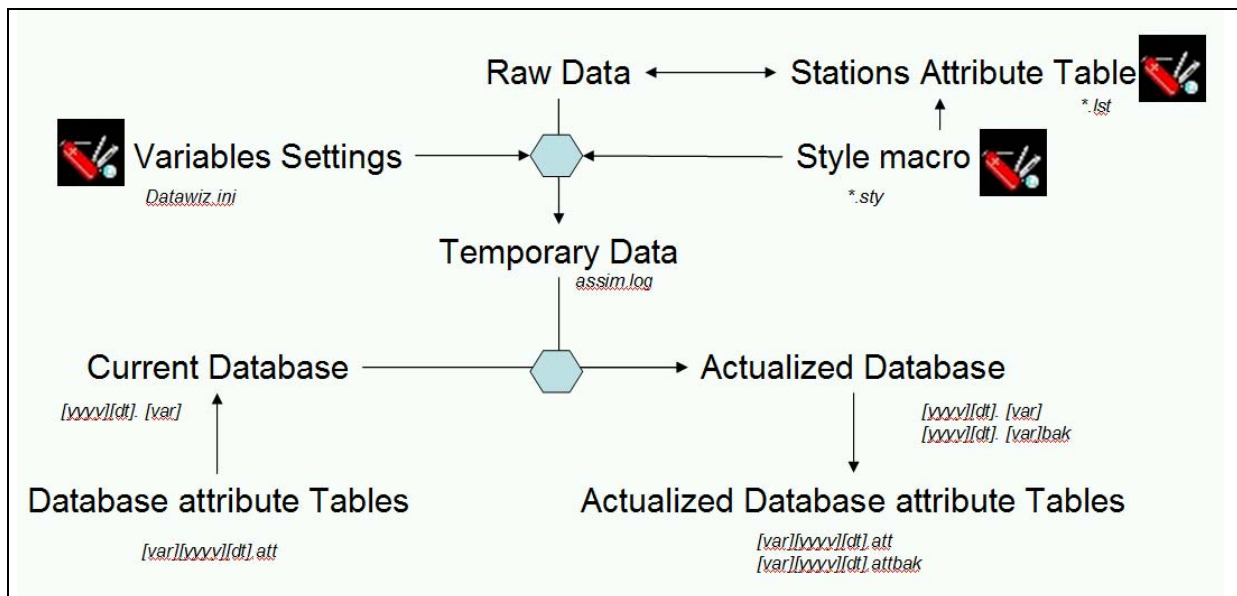 Raw Data
Stations Attribute Table
*.lst
Variables Settings
Datawiz.ini
Style macro
*.sty
Temporary Data
assim.log
Current Database
[yyyy][dt]. [var]
Actualized Database
[yyyy][dt]. [var]
[yyyy][dt]. [var]bak
Database attribute Tables
[var][yyyy][dt].att
Actualized Database attribute Tables
[var][yyyy][dt].att
[var][yyyy][dt].attbak